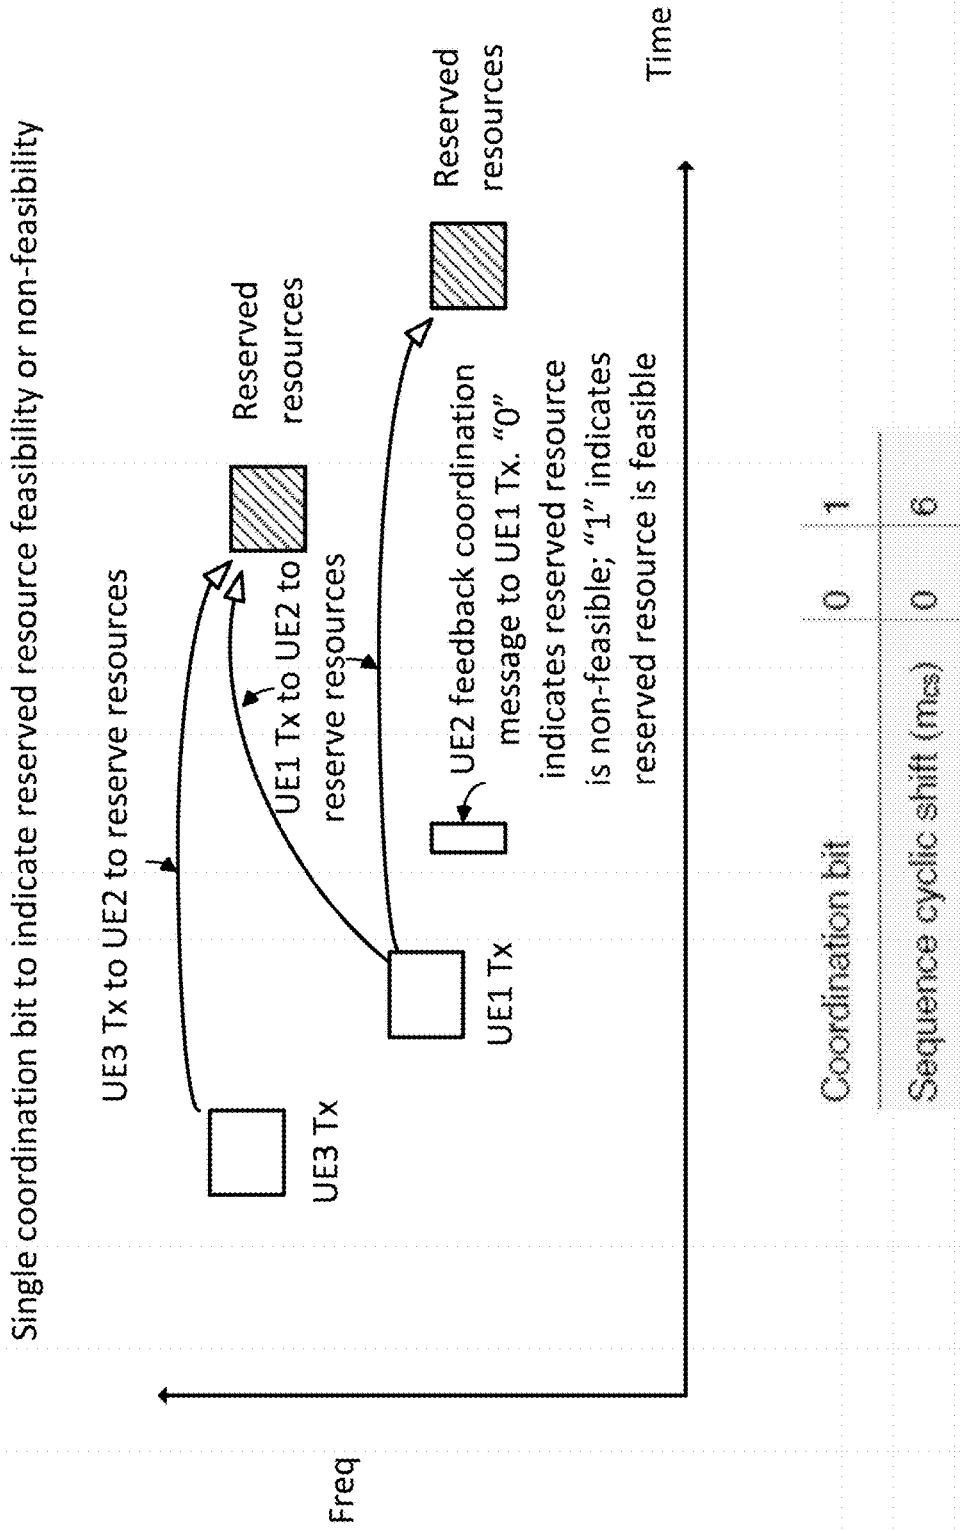 Single coordination bit to indicate reserved resource feasibility or non-feasibility
Freq
UE3 Tx to UE2 to reserve resources
UE3 Tx
Reserved
resources
UE1 Tx to UE2 to
reserve resources
UE1 Tx
Reserved
resources
UE2 feedback coordination
message to UE1 Tx. “0”
indicates reserved resource
is non-feasible; “1” indicates
reserved resource is feasible
Time
Coordination bit 0 1
Sequence cyclic shift (mcs) 0 6